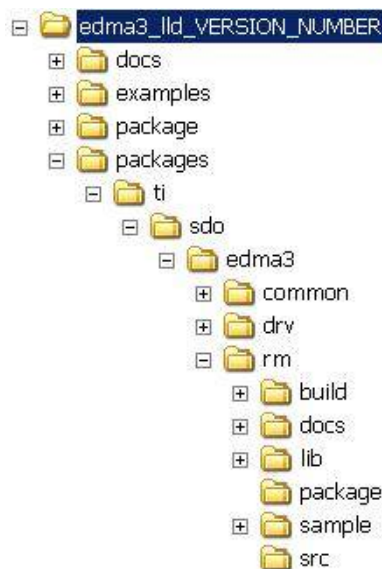 edma3_lld_VERSION_NUMBER
docs
examples
package
packages
ti
sdo
edma3
common
drv
rm
build
docs
lib
package
sample
src